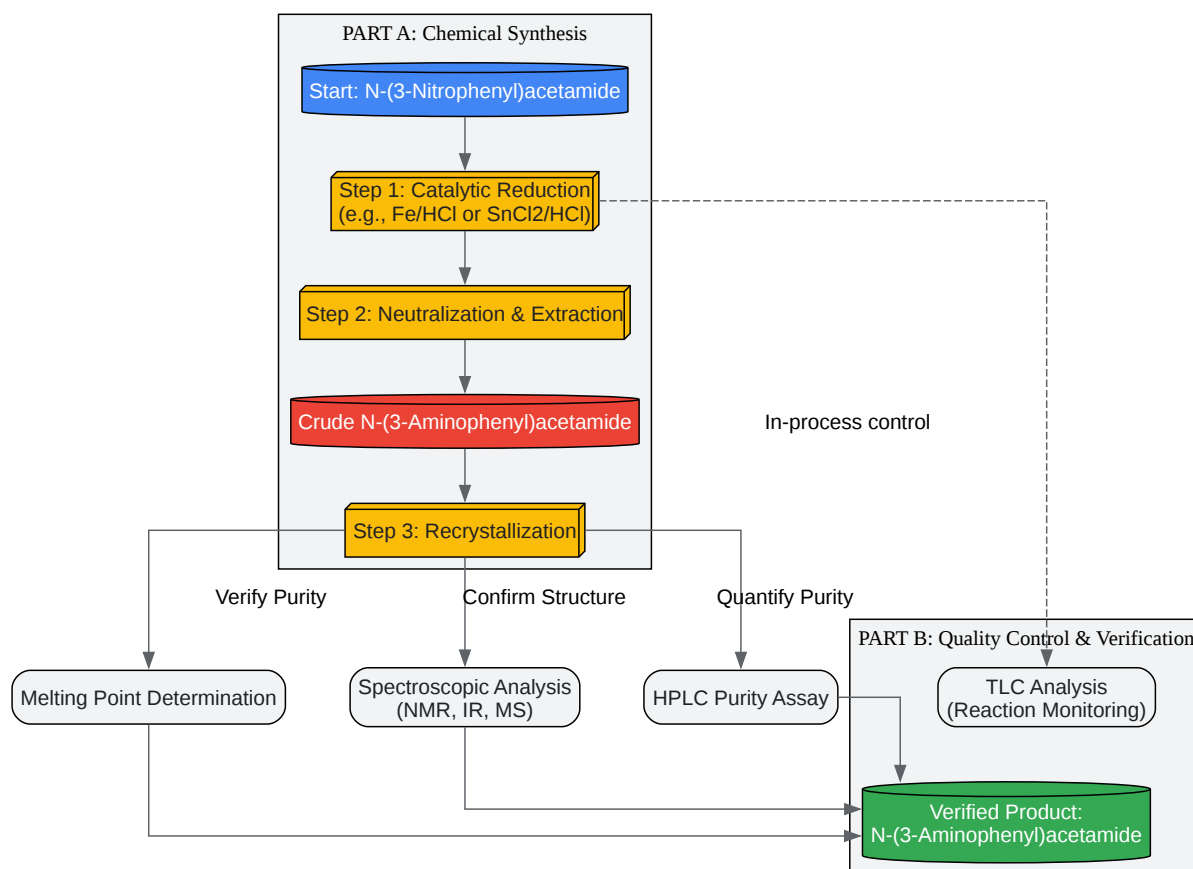 PART A: Chemical Synthesis
Start: N-(3-Nitrophenyl)acetamide
Step 1: Catalytic Reduction
(e.g., Fe/HCl or SnCl2/HCl)
Step 2: Neutralization & Extraction
Crude N-(3-Aminophenyl)acetamide
In-process control
Step 3: Recrystallization
Verify Purity
Confirm Structure
Quantify Purity
PART B: Quality Control & Verification
Melting Point Determination
Spectroscopic Analysis
(NMR, IR, MS)
HPLC Purity Assay
TLC Analysis
(Reaction Monitoring)
Verified Product:
N-(3-Aminophenyl)acetamide